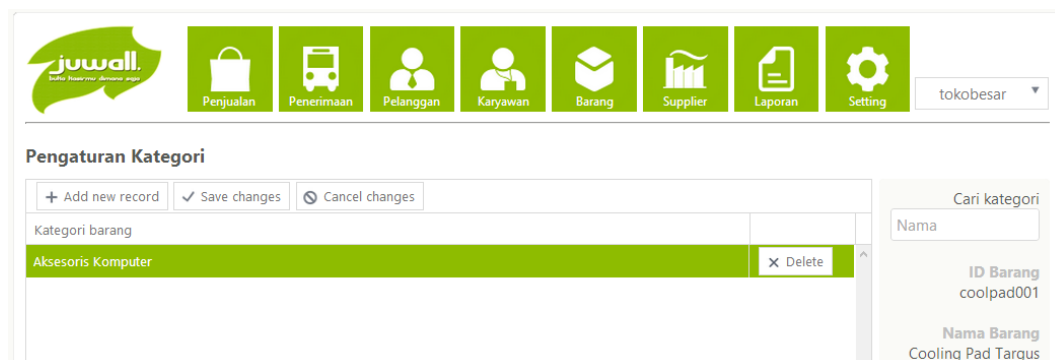 juwall.
Penjualan
Penerimaan
Pelanggan
Karyawan
Barang
Supplier
Laporan
Setting
tokobesar
Pengaturan Kategori
Add new record
Save changes
Cancel changes
Cari kategori
Nama
Kategori barang
Aksesoris Komputer
Delete
ID Barang
coolpad001
Nama Barang
Cooling Pad Targus